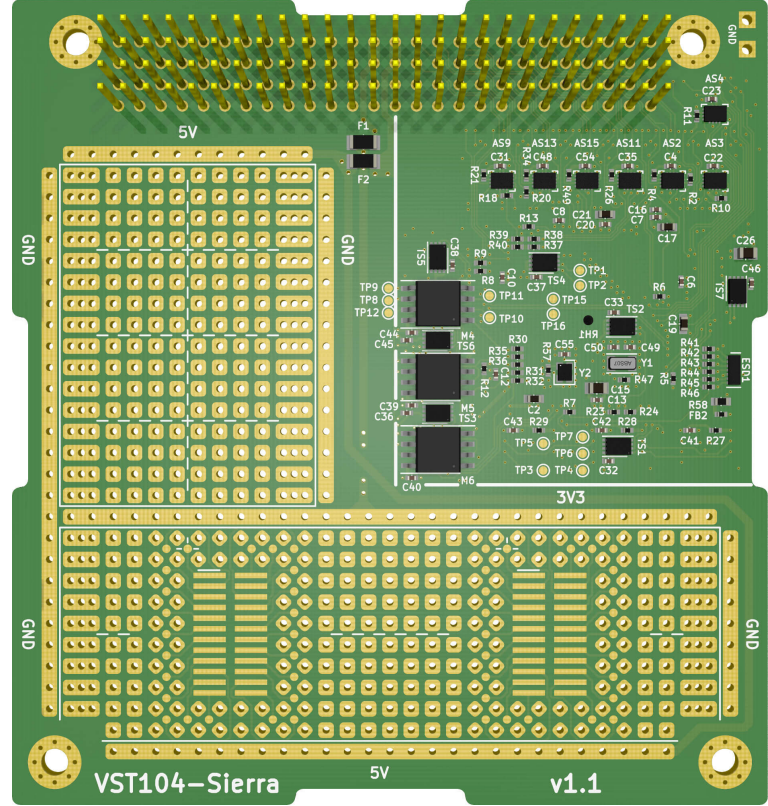 GND
AS4
C23
R11
5V
F1
F2
AS9
AS13
AS15
AS11
AS2
AS3
C31
R34
C48
C54
C35
C4
C22
R21
R18
R20
R49
R26
R4
R2
R10
C8
C21
C20
C16
C7
C17
R13
GND
GND
R39
R40
R38
R37
C26
C46
TS5
C38
R9
R8
C10
C37
TS4
TP1
TP2
R6
C6
TS7
TP9
TP8
TP12
TP11
TP10
TP15
TP16
C33
TS2
RH1
C19
C44
C45
M4
TS6
R30
R35
R36
R31
R32
C12
R12
R57
C55
Y2
C50
C49
ABS07
Y1
R47
R41
R42
R43
R44
R45
R46
R5
ESD1
C39
C36
M5
TS3
C2
R7
C15
C13
R23
R24
R58
FB2
C43
R29
C42
R28
C41
R27
TP5
TP7
TP6
TP3
TP4
TS1
C32
C40
M6
3V3
GND
GND
5V
VST104-Sierra
v1.1